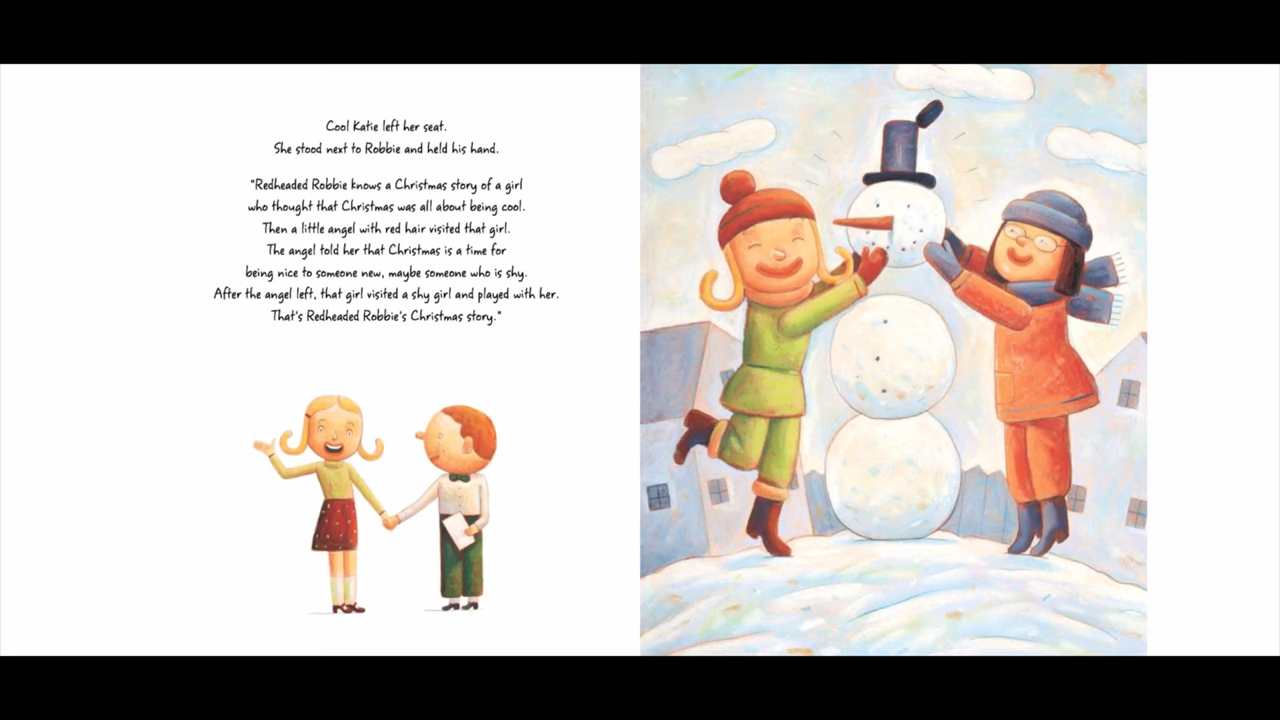 Cool Katie left her seat.
She stood next to Robbie and held his hand.
"Redheaded Robbie knows a Christmas story of a girl
who thought that Christmas was all about being cool.
Then a little angel with red hair visited that girl.
The angel told her that Christmas is a time for
being nice to someone new, maybe someone who is shy.
After the angel left, that girl visited a shy girl and played with her.
That's Redheaded Robbie's Christmas story."